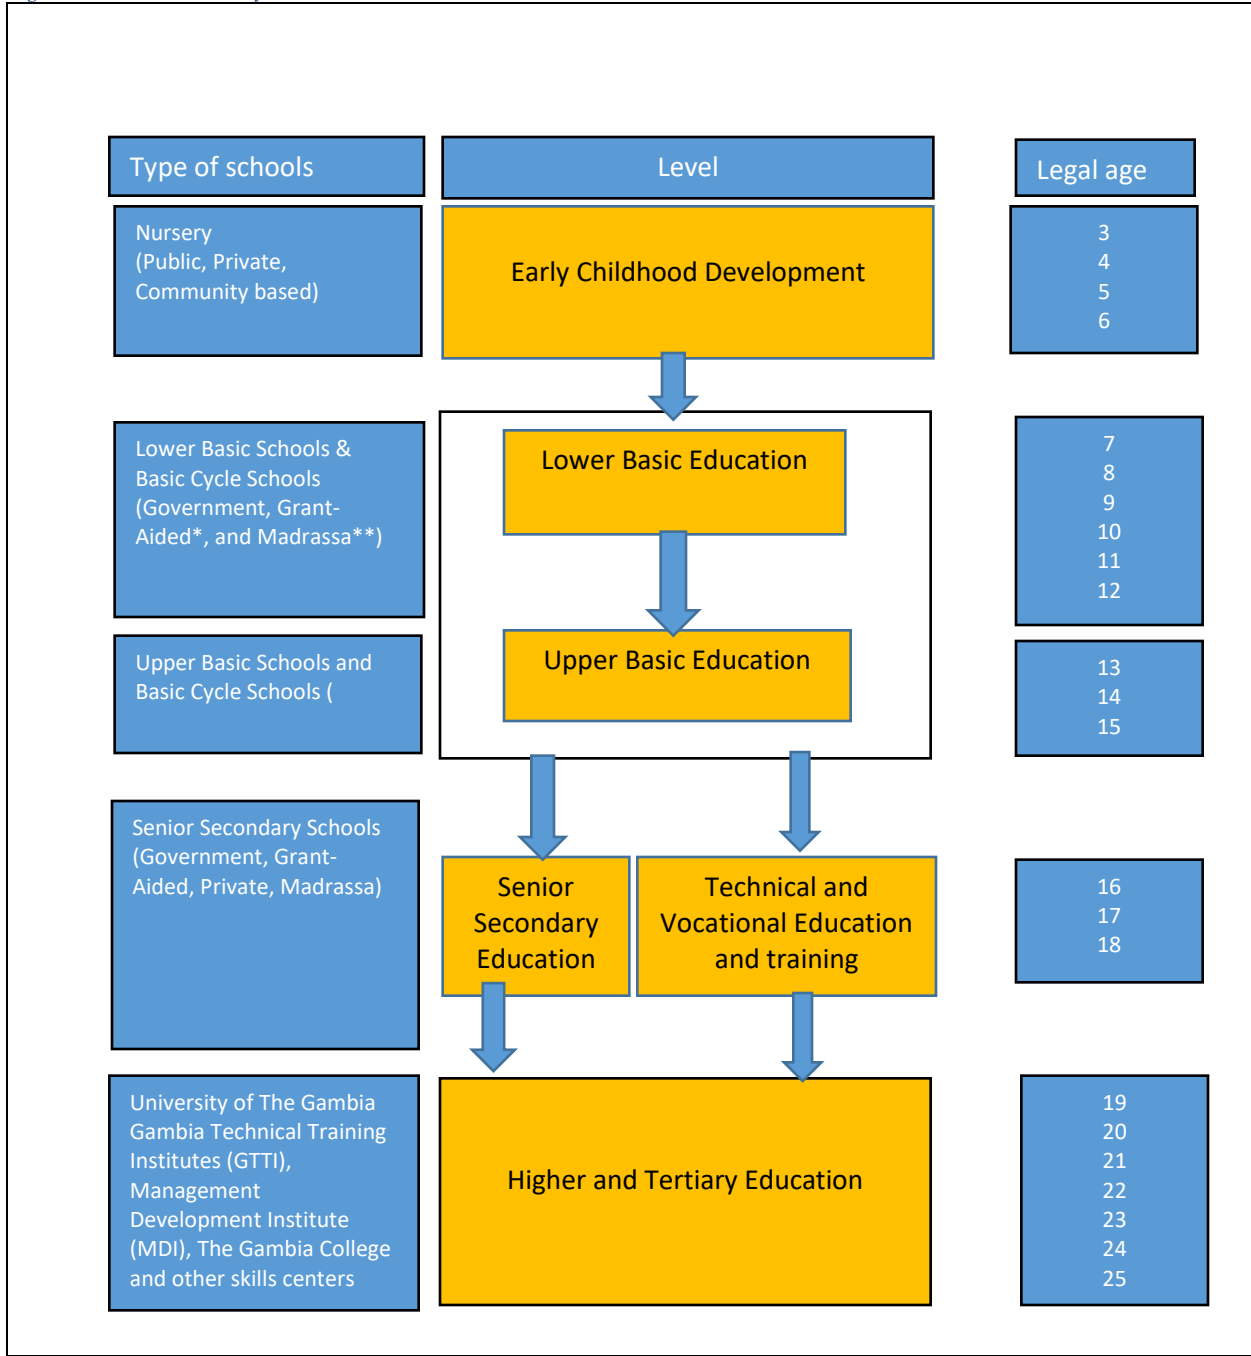 Type of schools
Level
Legal age
Nursery
(Public, Private,
Community based)
Early Childhood Development
3
4
5
6
Lower Basic Schools &
Basic Cycle Schools
(Government, Grant-
Aided*, and Madrassa**)
Lower Basic Education
7
8
9
10
11
12
Upper Basic Schools and
Basic Cycle Schools (
Upper Basic Education
13
14
15
Senior Secondary Schools
(Government, Grant-
Aided, Private, Madrassa)
Senior
Secondary
Education
Technical and
Vocational Education
and training
16
17
18
University of The Gambia
Gambia Technical Training
Institutes (GTTI),
Management
Development Institute
(MDI), The Gambia College
and other skills centers
Higher and Tertiary Education
19
20
21
22
23
24
25